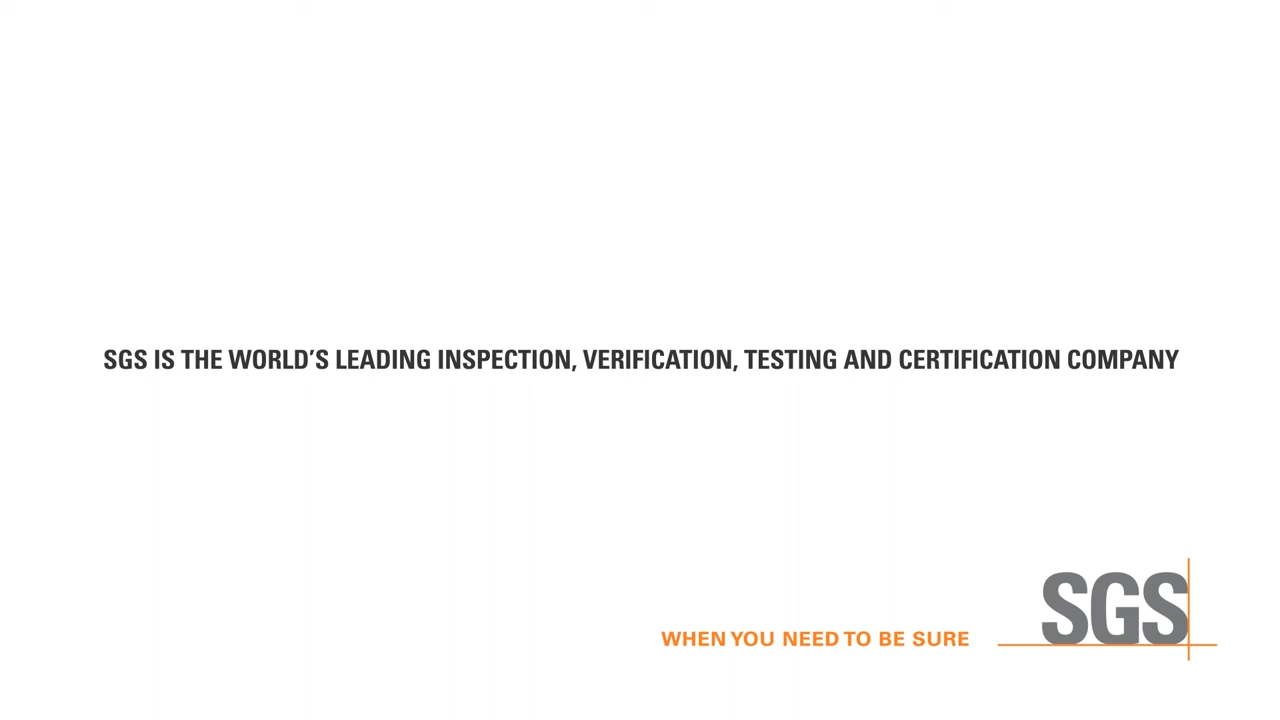 SGS IS THE WORLD’S LEADING INSPECTION, VERIFICATION, TESTING AND CERTIFICATION COMPANY
WHEN YOU NEED TO BE SURE
SGS